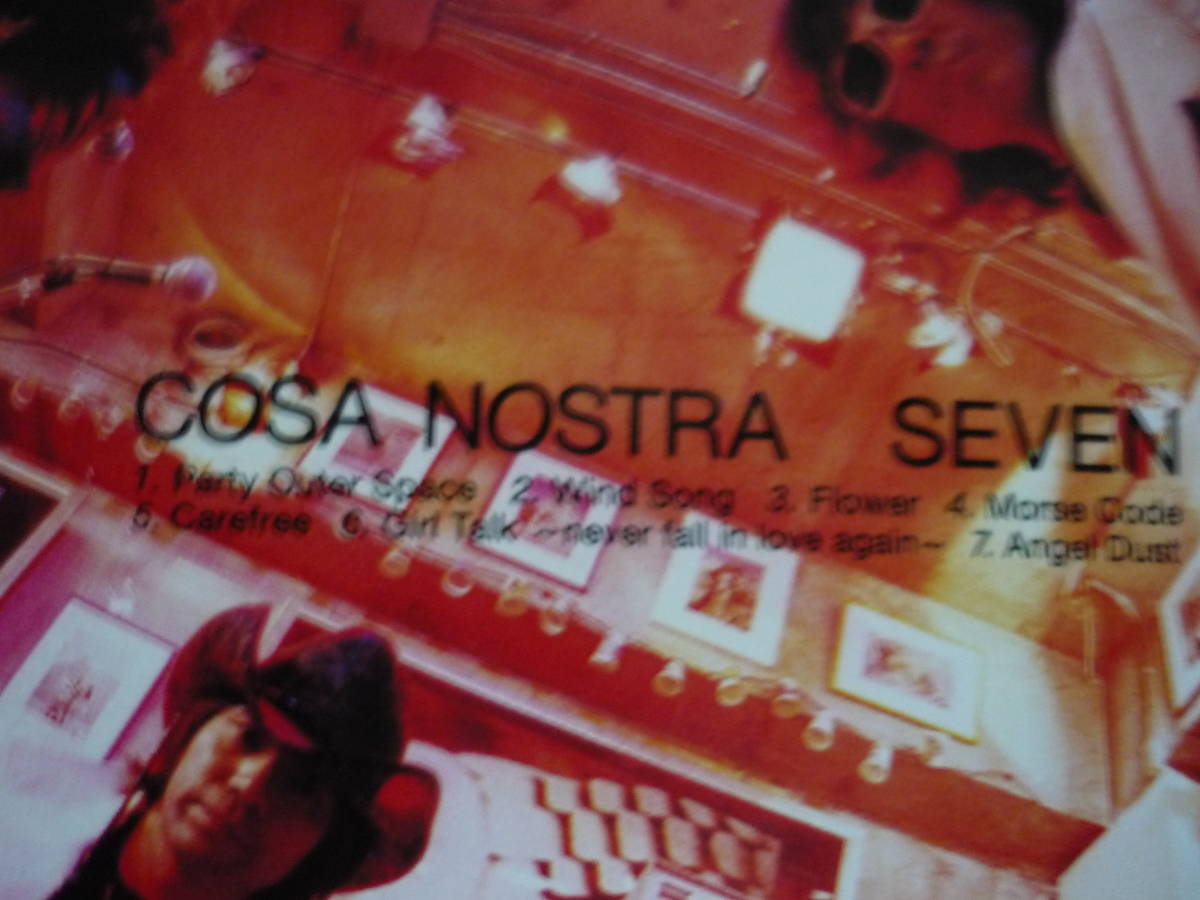 COSA NOSTRA SEVEN
1. Party Outer Space 2. Wind Song 3. Flower 4. Morse Code
5. Carefree 6. Girl Talk ~never fall in love again~ 7. Angel Dust